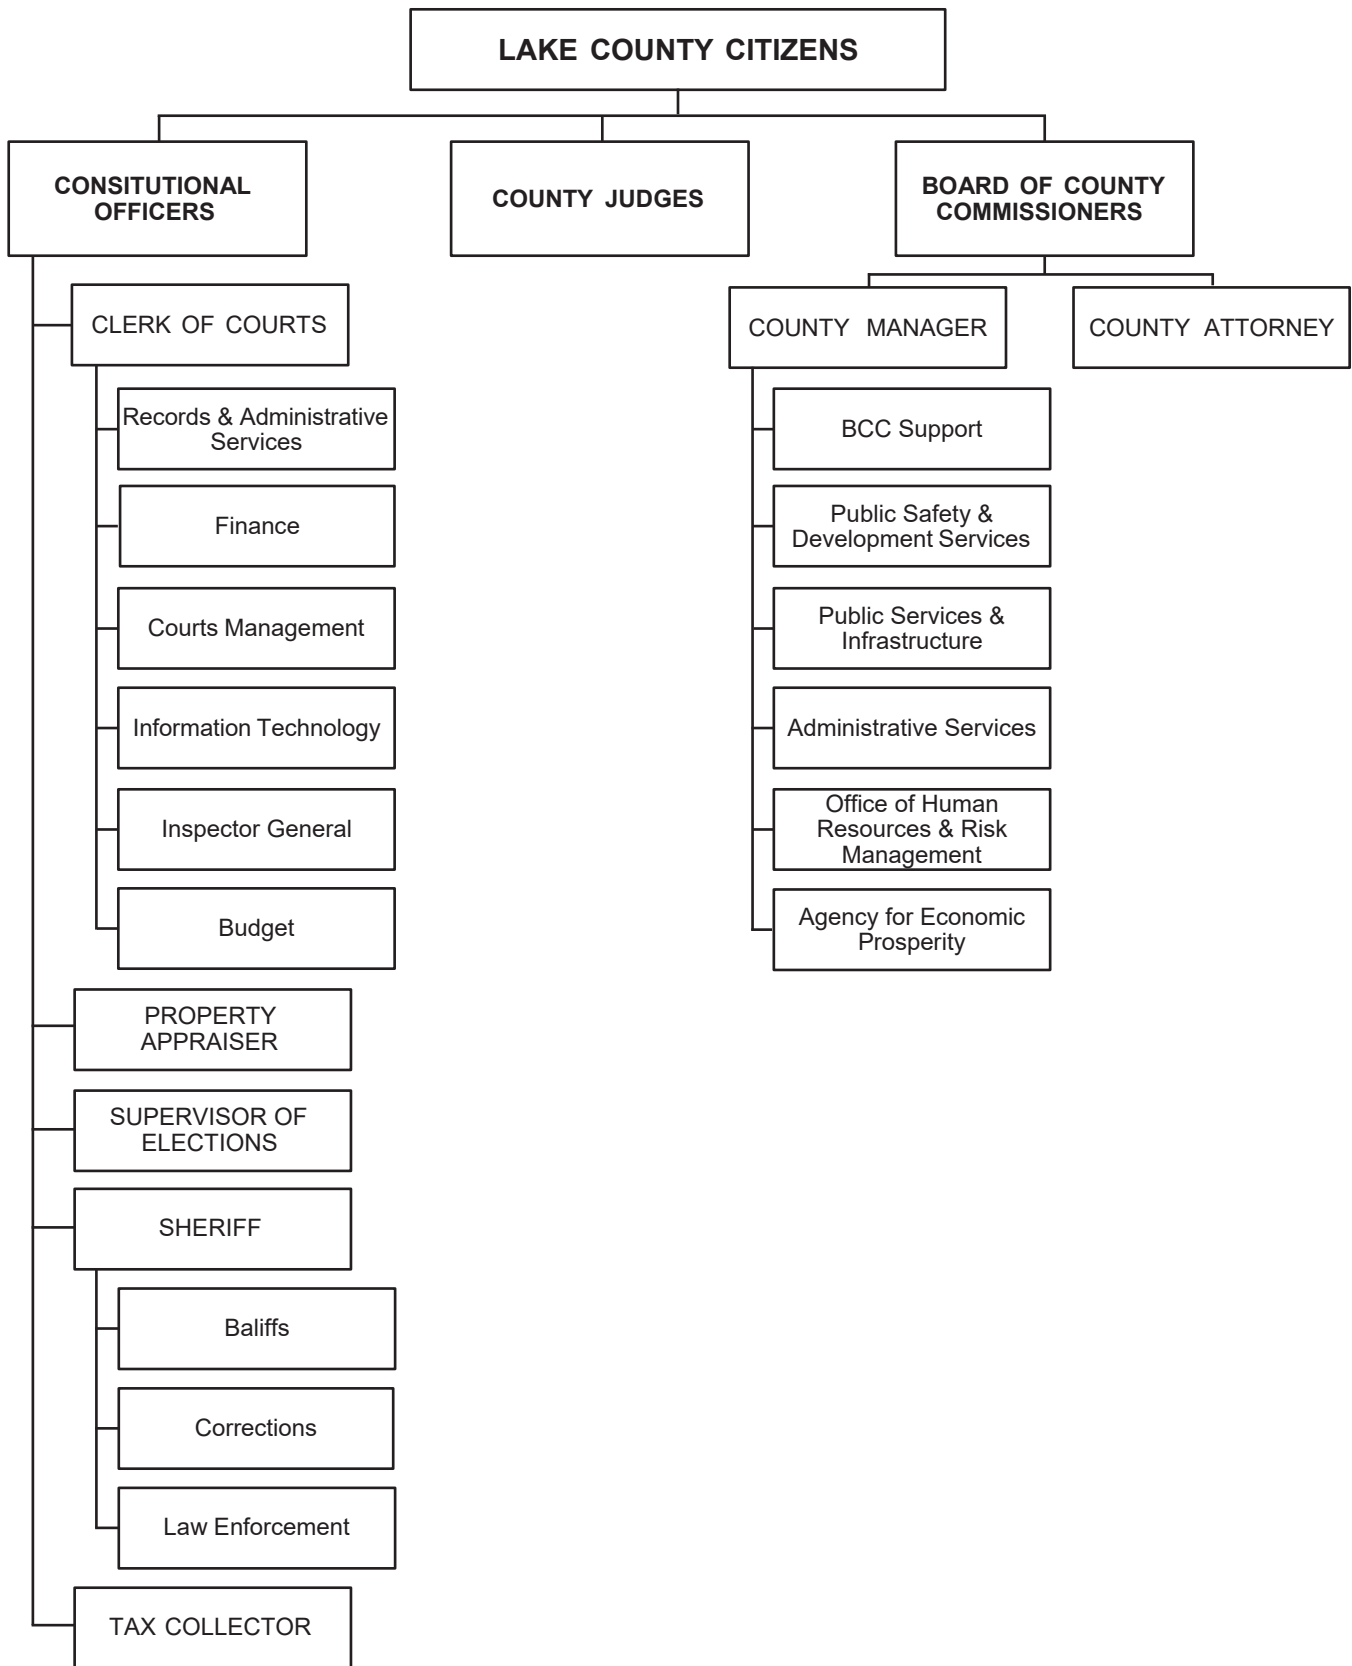 LAKE COUNTY CITIZENS
CONSITUTIONAL
OFFICERS
COUNTY JUDGES
BOARD OF COUNTY
COMMISSIONERS
CLERK OF COURTS
Records & Administrative
Services
Finance
Courts Management
Information Technology
Inspector General
Budget
PROPERTY
APPRAISER
SUPERVISOR OF
ELECTIONS
SHERIFF
Baliffs
Corrections
Law Enforcement
TAX COLLECTOR
COUNTY MANAGER
BCC Support
Public Safety &
Development Services
Public Services &
Infrastructure
Administrative Services
Office of Human
Resources & Risk
Management
Agency for Economic
Prosperity
COUNTY ATTORNEY